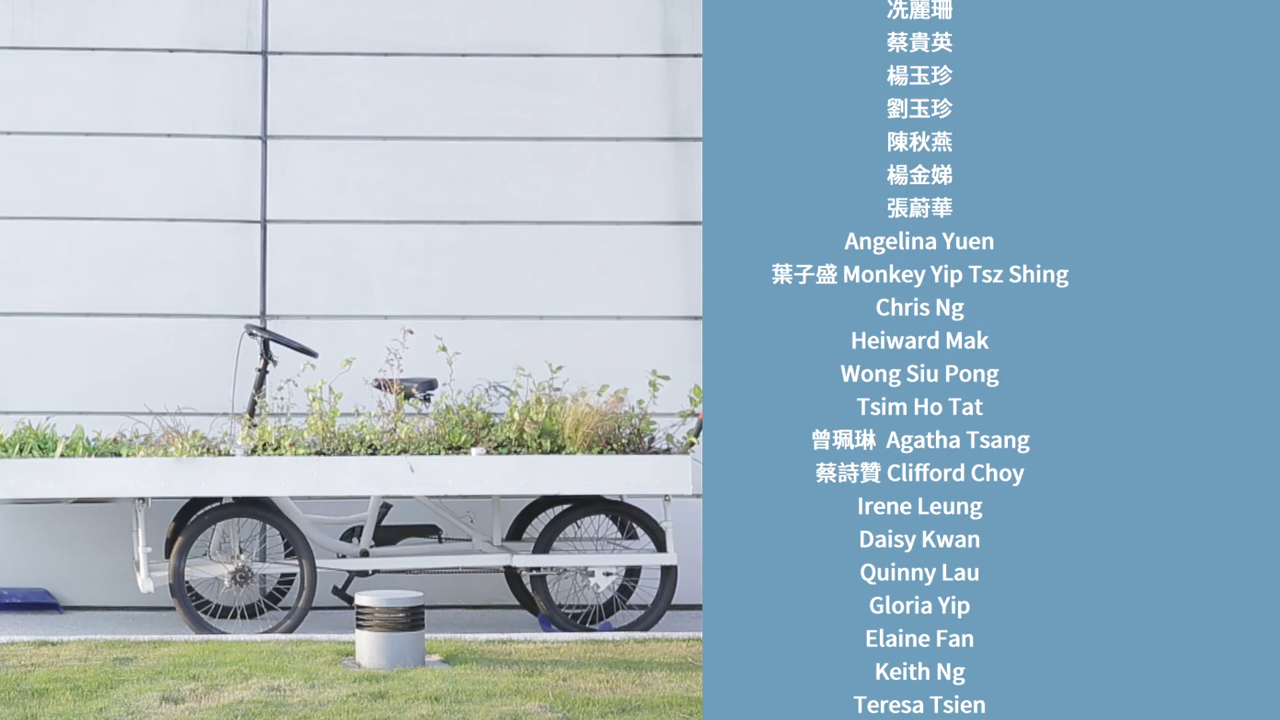 冼麗珊
蔡貴英
楊玉珍
劉玉珍
陳秋燕
楊金娣
張蔚華
Angelina Yuen
葉子盛 Monkey Yip Tsz Shing
Chris Ng
Heiward Mak
Wong Siu Pong
Tsim Ho Tat
曾珮琳  Agatha Tsang
蔡詩贊 Clifford Choy
Irene Leung
Daisy Kwan
Quinny Lau
Gloria Yip
Elaine Fan
Keith Ng
Teresa Tsien